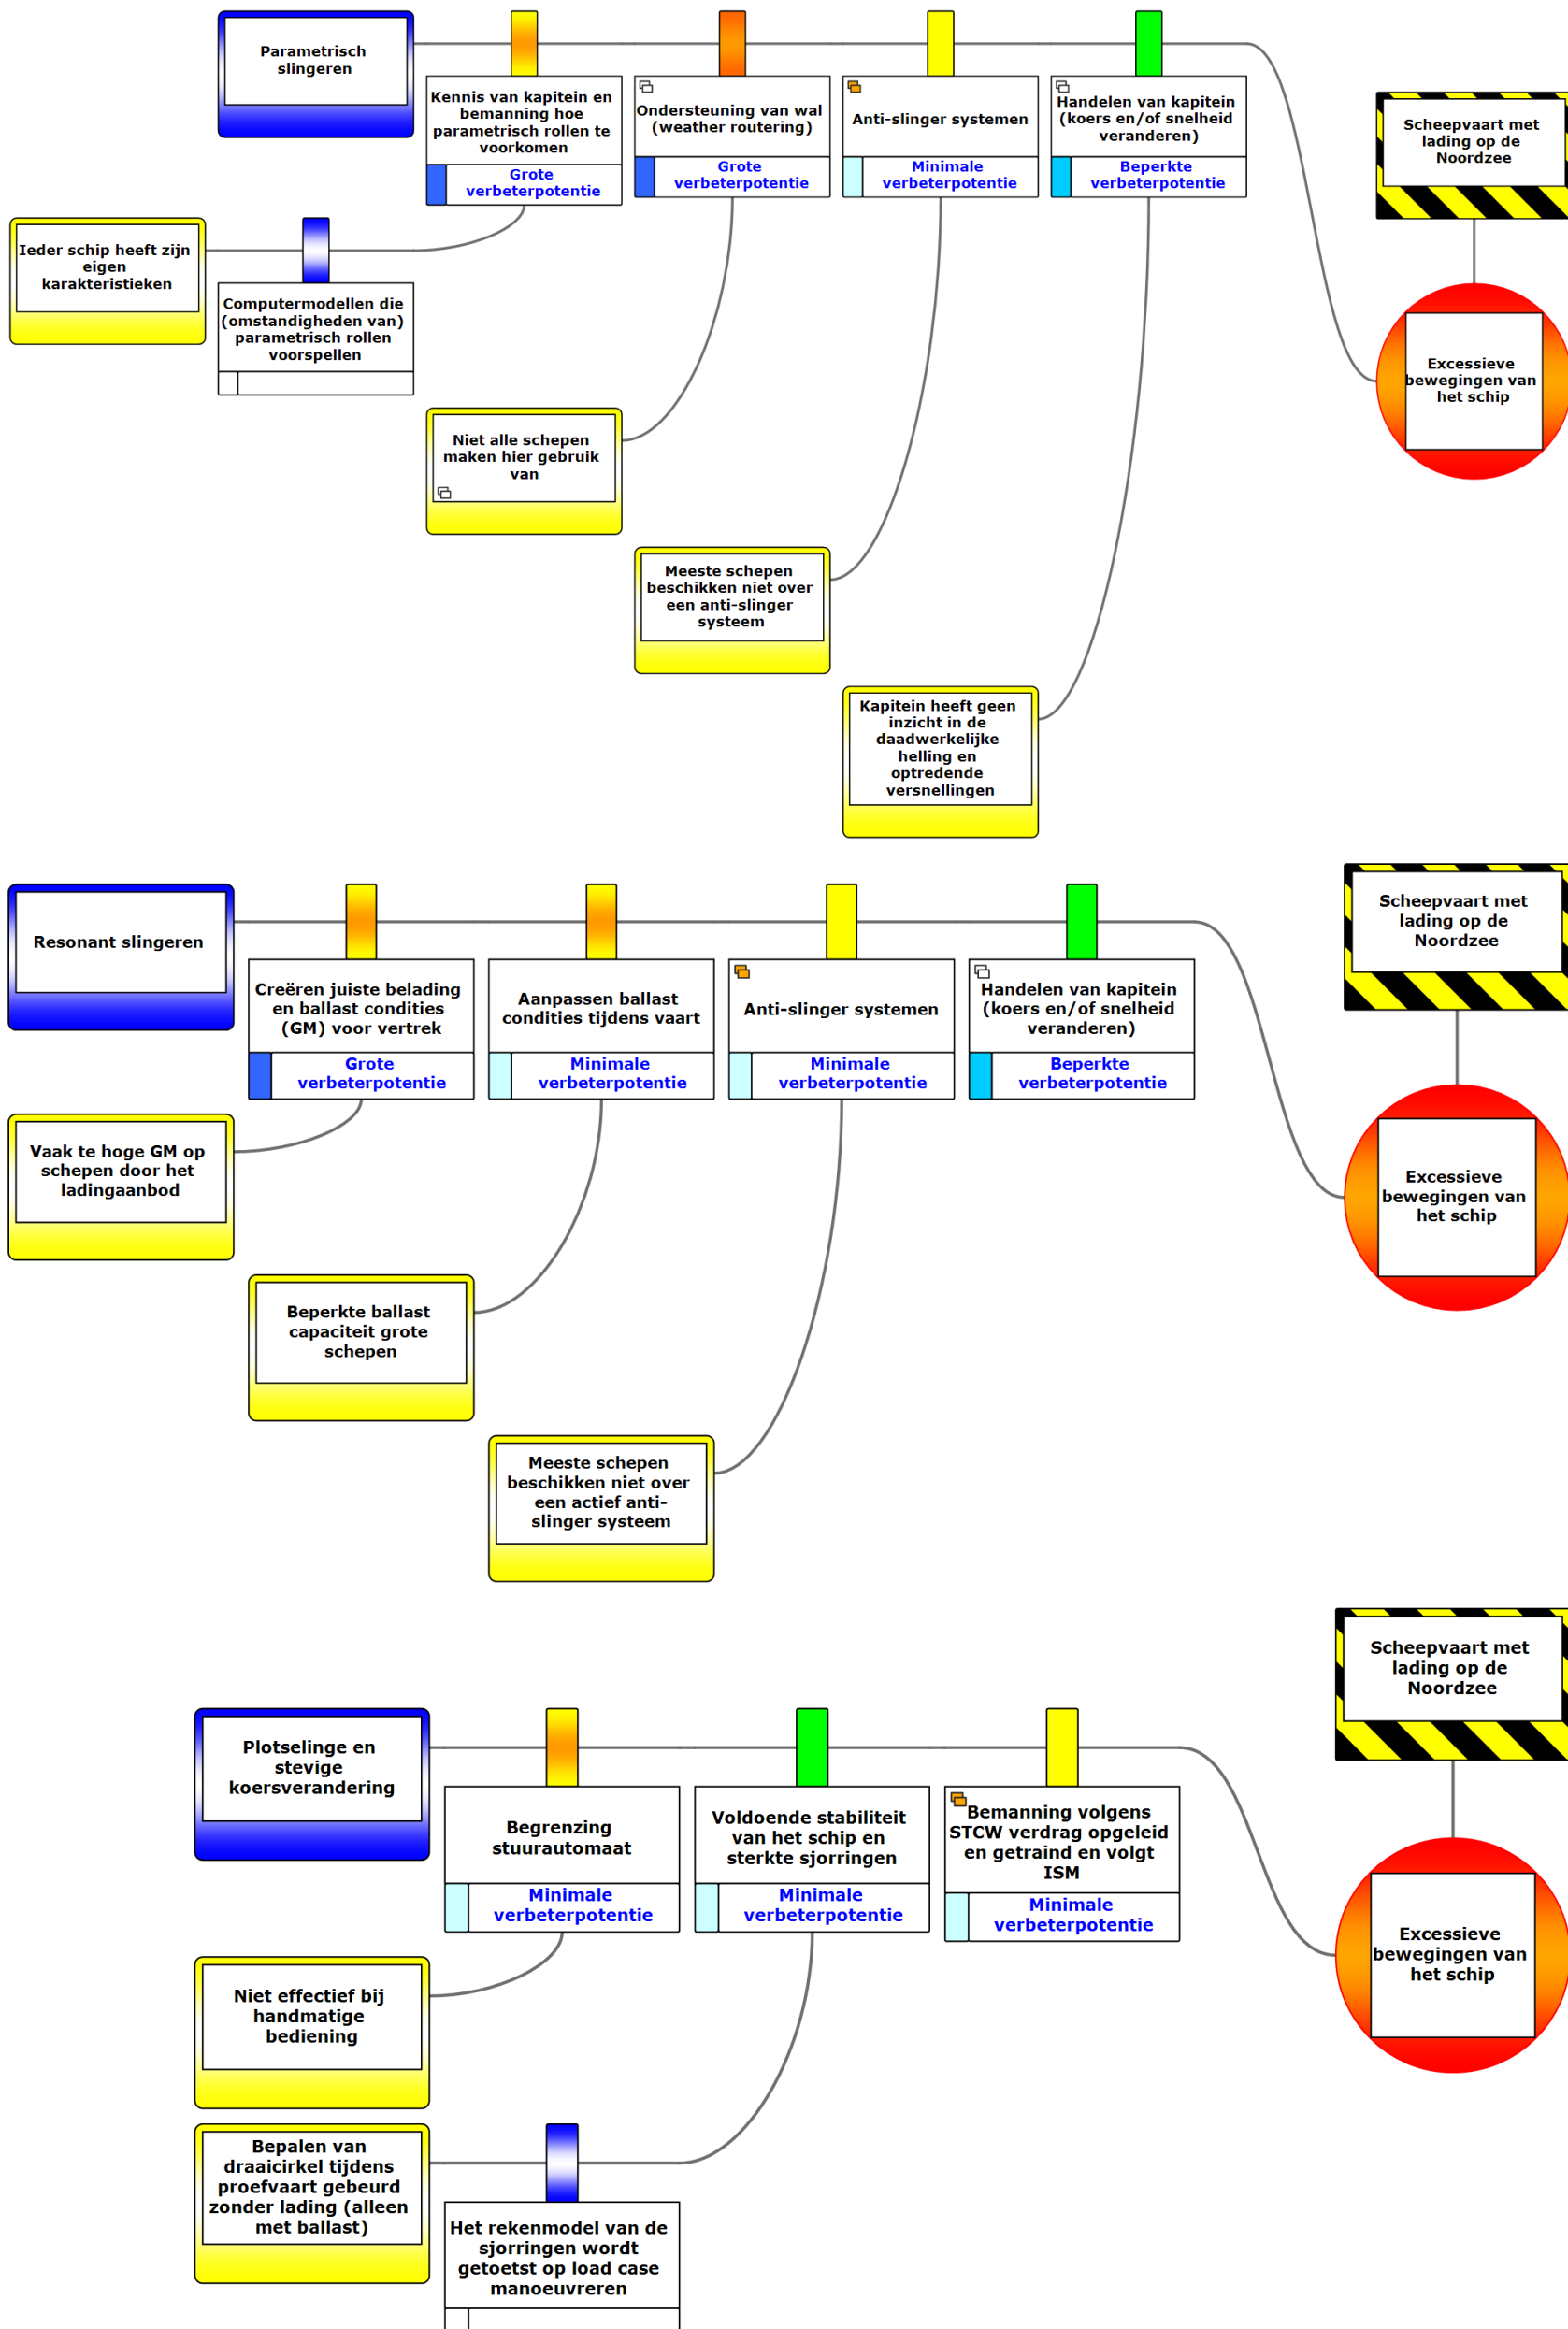 Parametrisch
slingeren
Kennis van kapitein en
bemanning hoe
parametrisch rollen te
voorkomen
Grote
verbeterpotentie
Ondersteuning van wal
(weather routing)
Grote
verbeterpotentie
Anti-slinger systemen
Minimale
verbeterpotentie
Handelen van kapitein
(koers en/of snelheid
veranderen)
Beperkte
verbeterpotentie
Scheepvaart met
lading op de
Noordzee
Excessieve
bewegingen van
het schip
Ieder schip heeft zijn
eigen
karakteristieken
Computermodellen die
(omstandigheden van)
parametrisch rollen
voorspellen
Niet alle schepen
maken hier gebruik
van
Meeste schepen
beschikken niet over
een anti-slinger
systeem
Kapitein heeft geen
inzicht in de
daadwerkelijke
helling en
optredende
versnellingen
Resonant slingeren
Creëren juiste belading
en ballast condities
(GM) voor vertrek
Grote
verbeterpotentie
Aanpassen ballast
condities tijdens vaart
Minimale
verbeterpotentie
Anti-slinger systemen
Minimale
verbeterpotentie
Handelen van kapitein
(koers en/of snelheid
veranderen)
Beperkte
verbeterpotentie
Scheepvaart met
lading op de
Noordzee
Excessieve
bewegingen van
het schip
Vaak te hoge GM op
schepen door het
ladingaanbod
Beperkte ballast
capaciteit grote
schepen
Meeste schepen
beschikken niet over
een actief anti-
slinger systeem
Plotselinge en
stevige
koersverandering
Begrenzing
stuurautomaat
Minimale
verbeterpotentie
Voldoende stabiliteit
van het schip en
sterkte sjorringen
Minimale
verbeterpotentie
Bemanning volgens
STCW verdrag opgeleid
en getraind en volgt
ISM
Minimale
verbeterpotentie
Scheepvaart met
lading op de
Noordzee
Excessieve
bewegingen van
het schip
Niet effectief bij
handmatige
bediening
Bepalen van
draaicirkel tijdens
proefvaart gebeurd
zonder lading (alleen
met ballast)
Het rekenmodel van de
sjorringen wordt
getoetst op load case
manoeuvreren